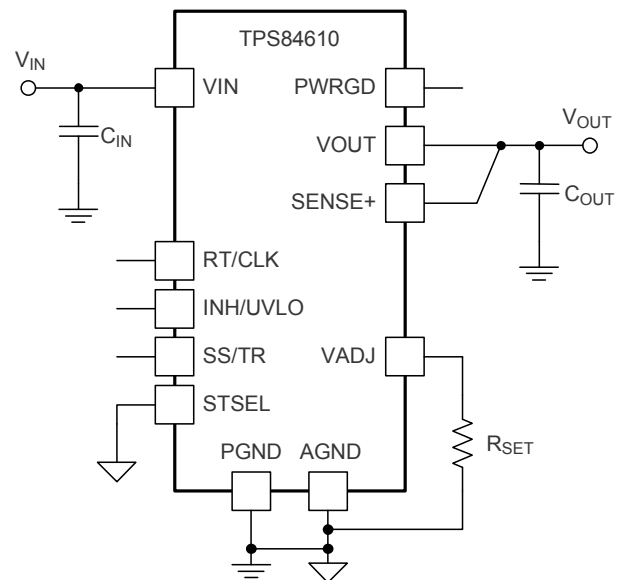 TPS84610
V_IN
VIN
PWRGD
C_IN
VOUT
V_OUT
SENSE+
C_OUT
RT/CLK
INH/UVLO
SS/TR
VADJ
STSEL
PGND
AGND
R_SET